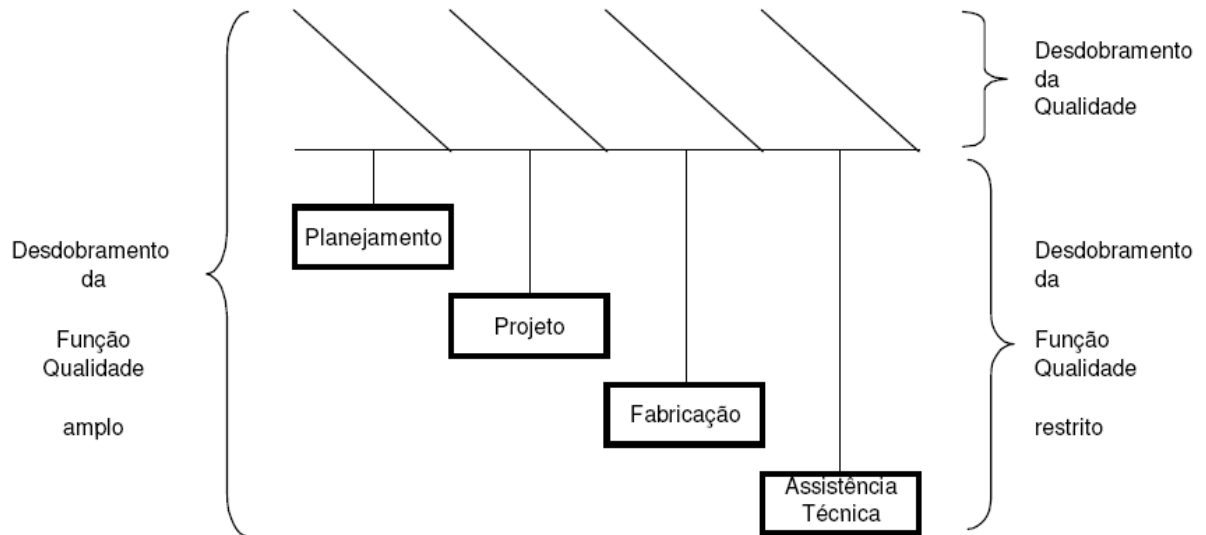 Desdobramento
da
Qualidade
Desdobramento
da
Função
Qualidade
amplo
Planejamento
Projeto
Fabricação
Assistência
Técnica
Desdobramento
da
Função
Qualidade
restrito